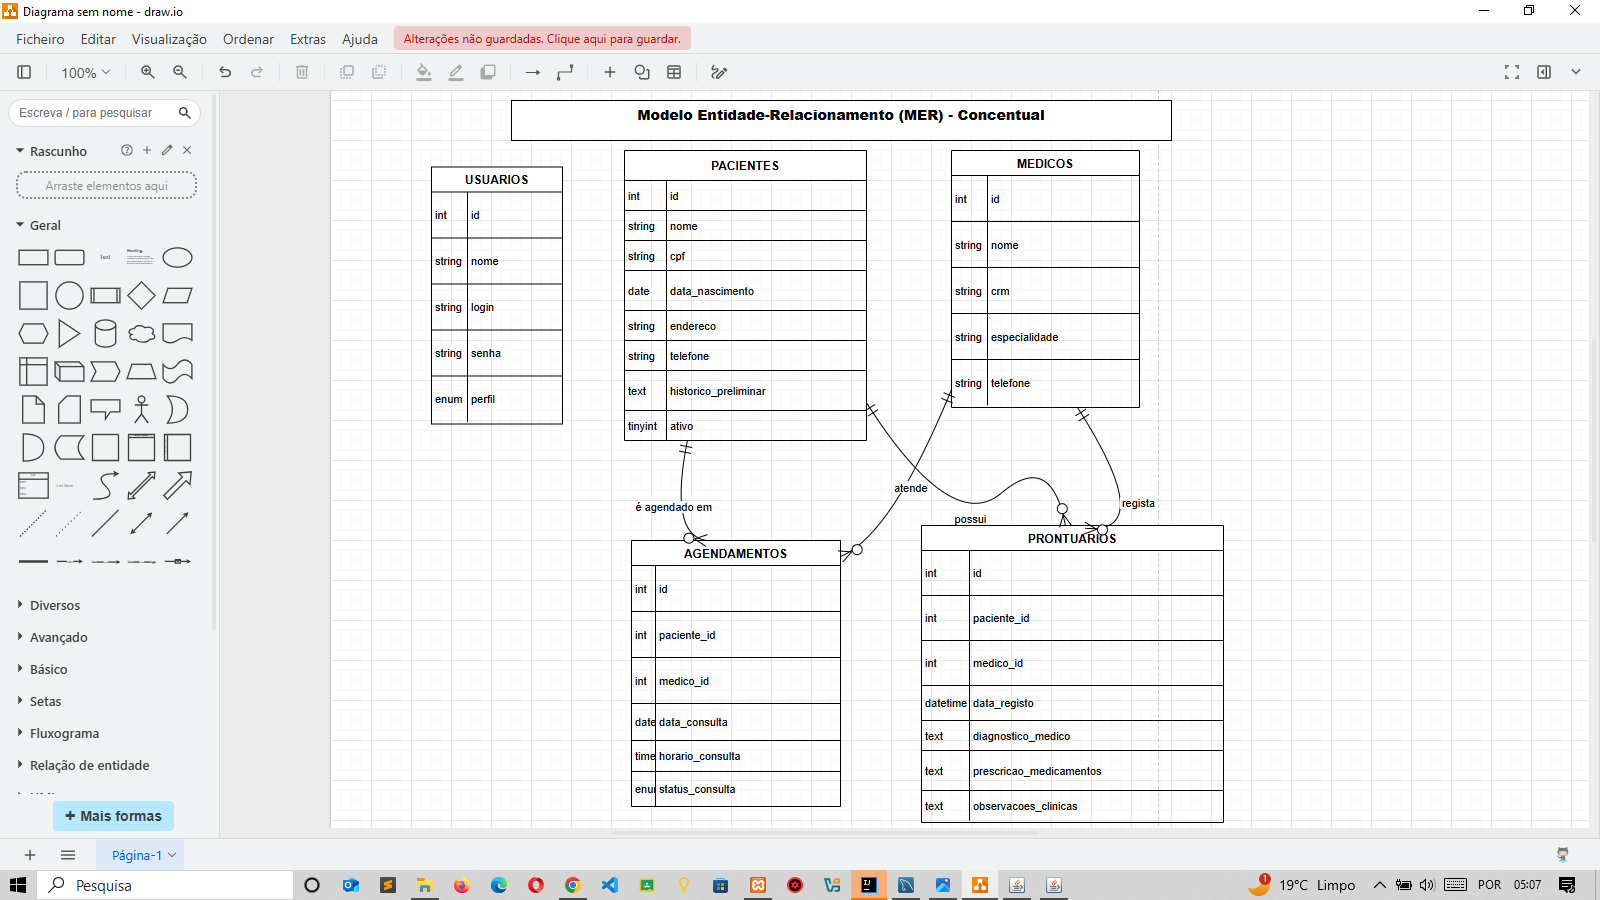 Diagrama sem nome - draw.io
Ficheiro Editar Visualização Ordenar Extras Ajuda Alterações não guardadas. Clique aqui para guardar.
100%
Escreva / para pesquisar
Rascunho
Arraste elementos aqui
Geral
Text
Heading
Diversos
Avançado
Básico
Setas
Fluxograma
Relação de entidade
+ Mais formas
Modelo Entidade-Relacionamento (MER) - Concentual
USUARIOS
int id
string nome
string login
string senha
enum perfil
PACIENTES
int id
string nome
string cpf
date data_nascimento
string endereco
string telefone
text historico_preliminar
tinyint ativo
MEDICOS
int id
string nome
string crm
string especialidade
string telefone
é agendado em
atende
possui
regista
AGENDAMENTOS
int id
int paciente_id
int medico_id
date data_consulta
time horario_consulta
enu status_consulta
PRONTUARIOS
int id
int paciente_id
int medico_id
datetime data_registo
text diagnostico_medico
text prescricao_medicamentos
text observacoes_clinicas
Página-1
Pesquisa
1
19°C Limpo
POR
05:07